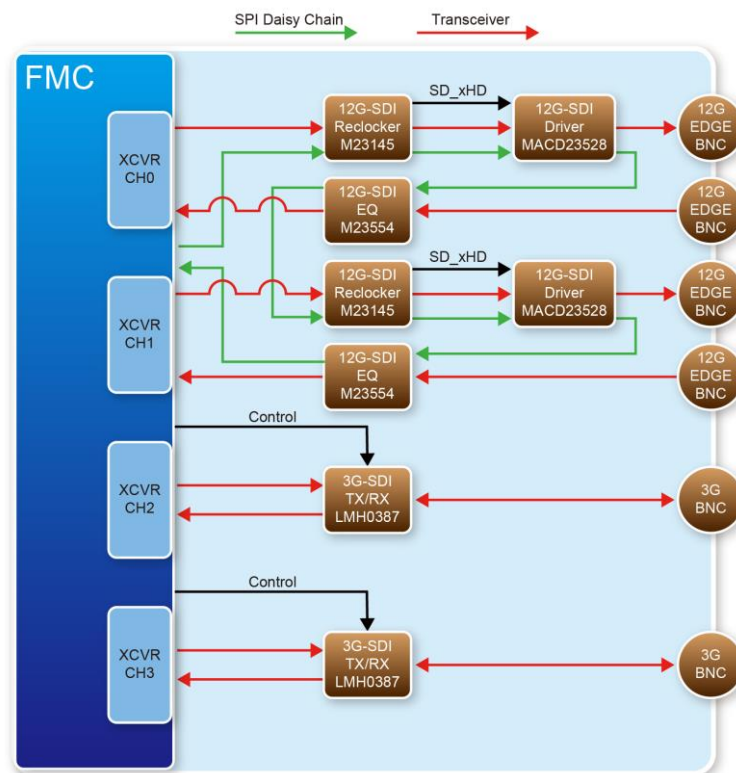 SPI Daisy Chain
Transceiver
FMC
XCVR
CH0
12G-SDI
Reclocker
M23145
SD_xHD
12G-SDI
Driver
MACD23528
12G
EDGE
BNC
12G-SDI
EQ
M23554
12G
EDGE
BNC
XCVR
CH1
12G-SDI
Reclocker
M23145
SD_xHD
12G-SDI
Driver
MACD23528
12G
EDGE
BNC
12G-SDI
EQ
M23554
12G
EDGE
BNC
Control
XCVR
CH2
3G-SDI
TX/RX
LMH0387
3G
BNC
Control
XCVR
CH3
3G-SDI
TX/RX
LMH0387
3G
BNC